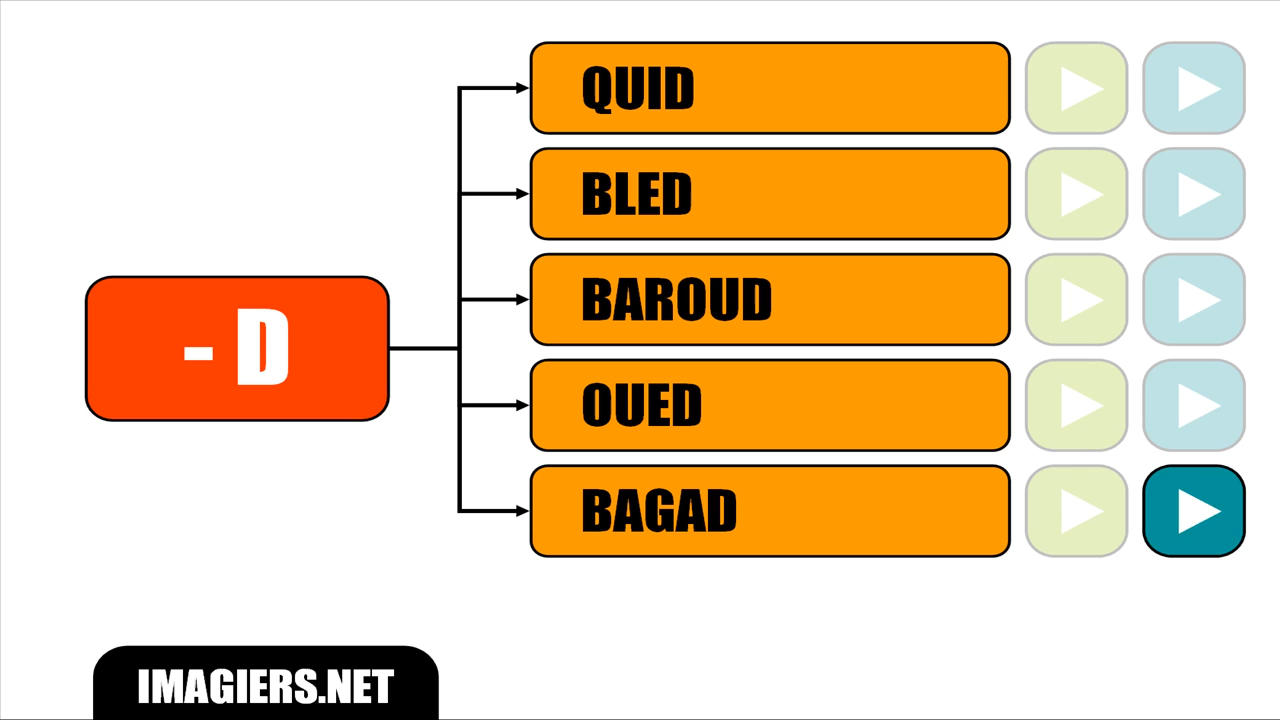 QUID
BLED
BAROUD
- D
OUED
BAGAD
IMAGIERS.NET